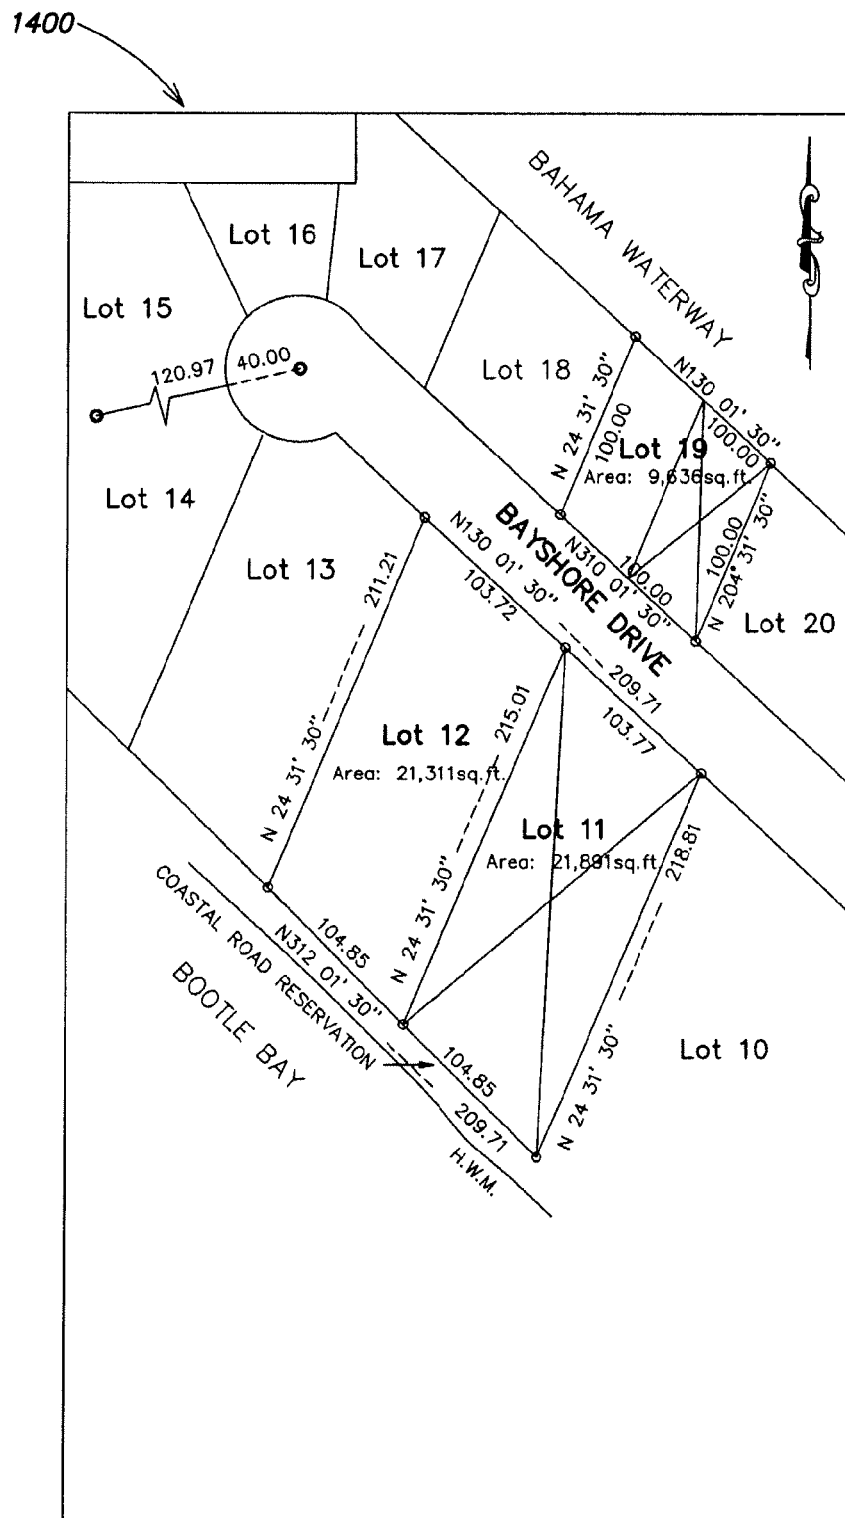 1400
BAHAMA WATERWAY
Lot 16
Lot 17
Lot 15
120.97 40.00
Lot 18
N 24 31' 30"
100.00
N130 01' 30"
100.00
Lot 19
Area: 9,636sq.ft.
100.00
N 204° 31' 30"
Lot 14
Lot 13
211.21
N 24 31' 30"
N130 01' 30"
103.72
BAYSHORE DRIVE
N310 01' 30"
100.00
Lot 20
209.71
103.77
Lot 12
Area: 21,311sq.ft.
215.01
N 24 31' 30"
Lot 11
Area: 21,891sq.ft.
218.81
N 24 31' 30"
COASTAL ROAD RESERVATION
104.85
N312 01' 30"
BOOTLE BAY
104.85
209.71
H.W.M.
Lot 10